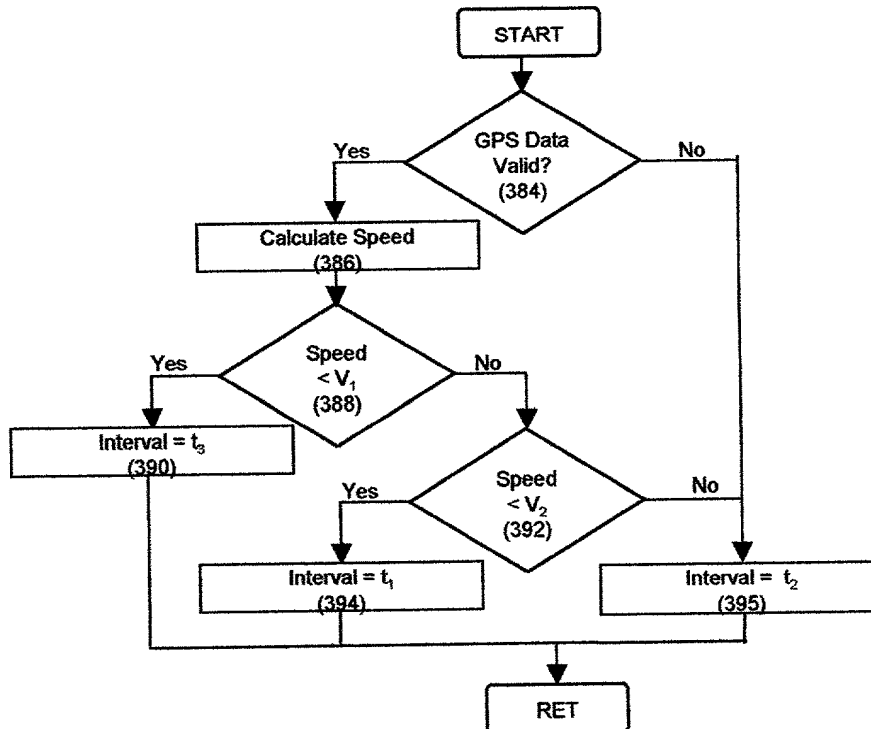 START
GPS Data
Valid?
(384)
Yes
No
Calculate Speed
(386)
Speed
< V₁
(388)
Yes
No
Interval = t₃
(390)
Speed
< V₂
(392)
Yes
No
Interval = t₁
(394)
Interval = t₂
(395)
RET